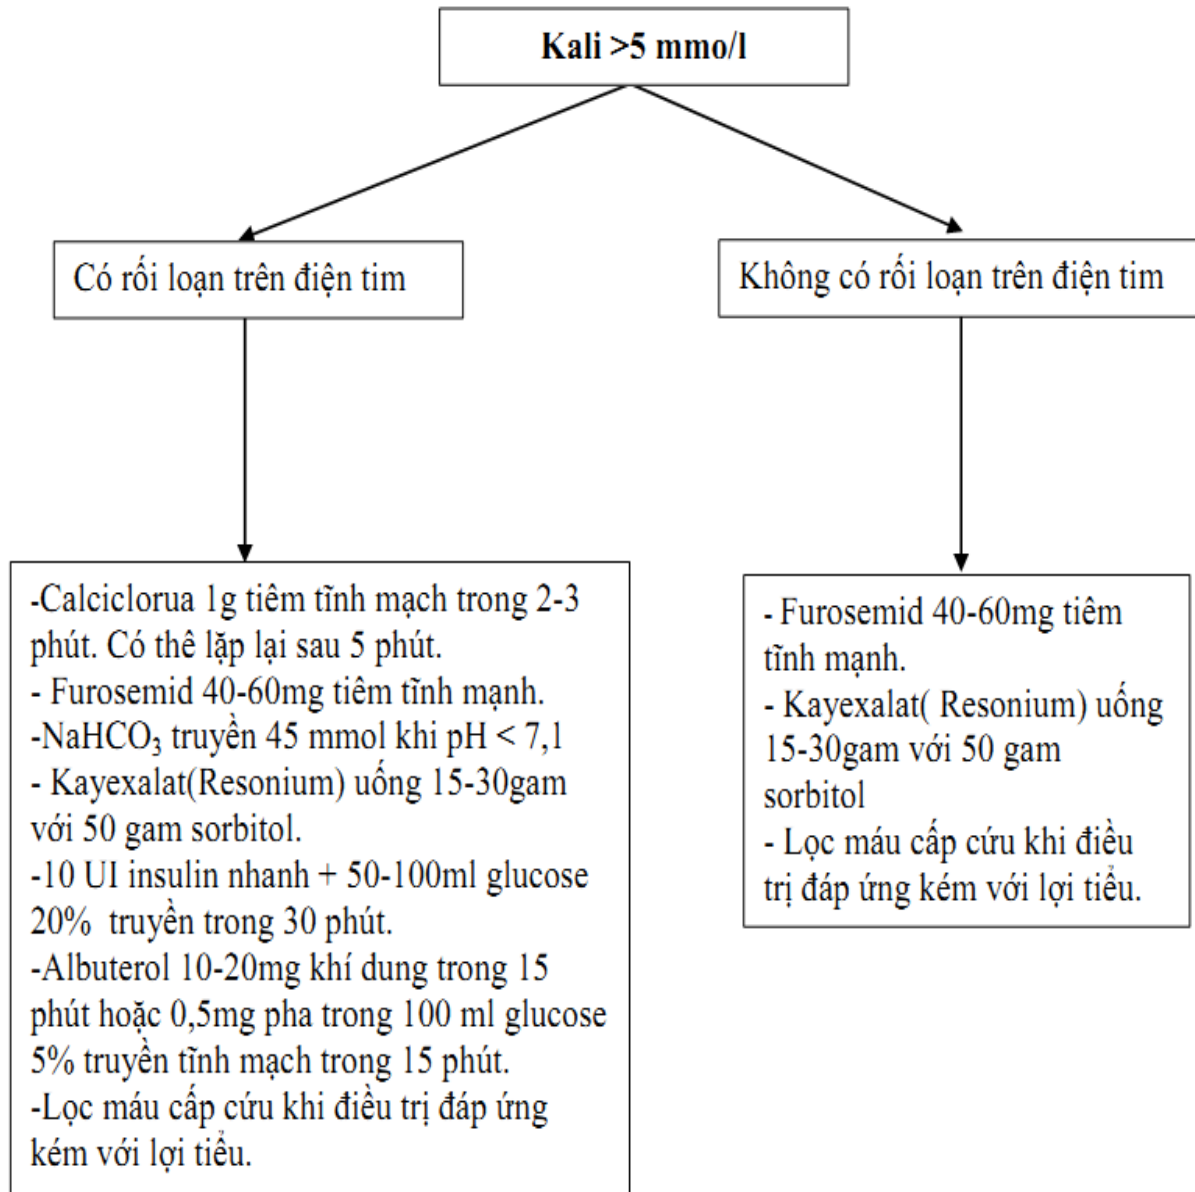 Kali >5 mmo/l
Có rối loạn trên điện tim
Không có rối loạn trên điện tim
-Calciclorua 1g tiêm tĩnh mạch trong 2-3
phút. Có thê lặp lại sau 5 phút.
- Furosemid 40-60mg tiêm tĩnh mạnh.
-NaHCO₃ truyền 45 mmol khi pH < 7,1
- Kayexalat(Resonium) uống 15-30gam
với 50 gam sorbitol.
-10 UI insulin nhanh + 50-100ml glucose
20% truyền trong 30 phút.
-Albuterol 10-20mg khí dung trong 15
phút hoặc 0,5mg pha trong 100 ml glucose
5% truyền tĩnh mạch trong 15 phút.
-Lọc máu cấp cứu khi điều trị đáp ứng
kém với lợi tiểu.
- Furosemid 40-60mg tiêm
tĩnh mạnh.
- Kayexalat( Resonium) uống
15-30gam với 50 gam
sorbitol
- Lọc máu cấp cứu khi điều
trị đáp ứng kém với lợi tiểu.